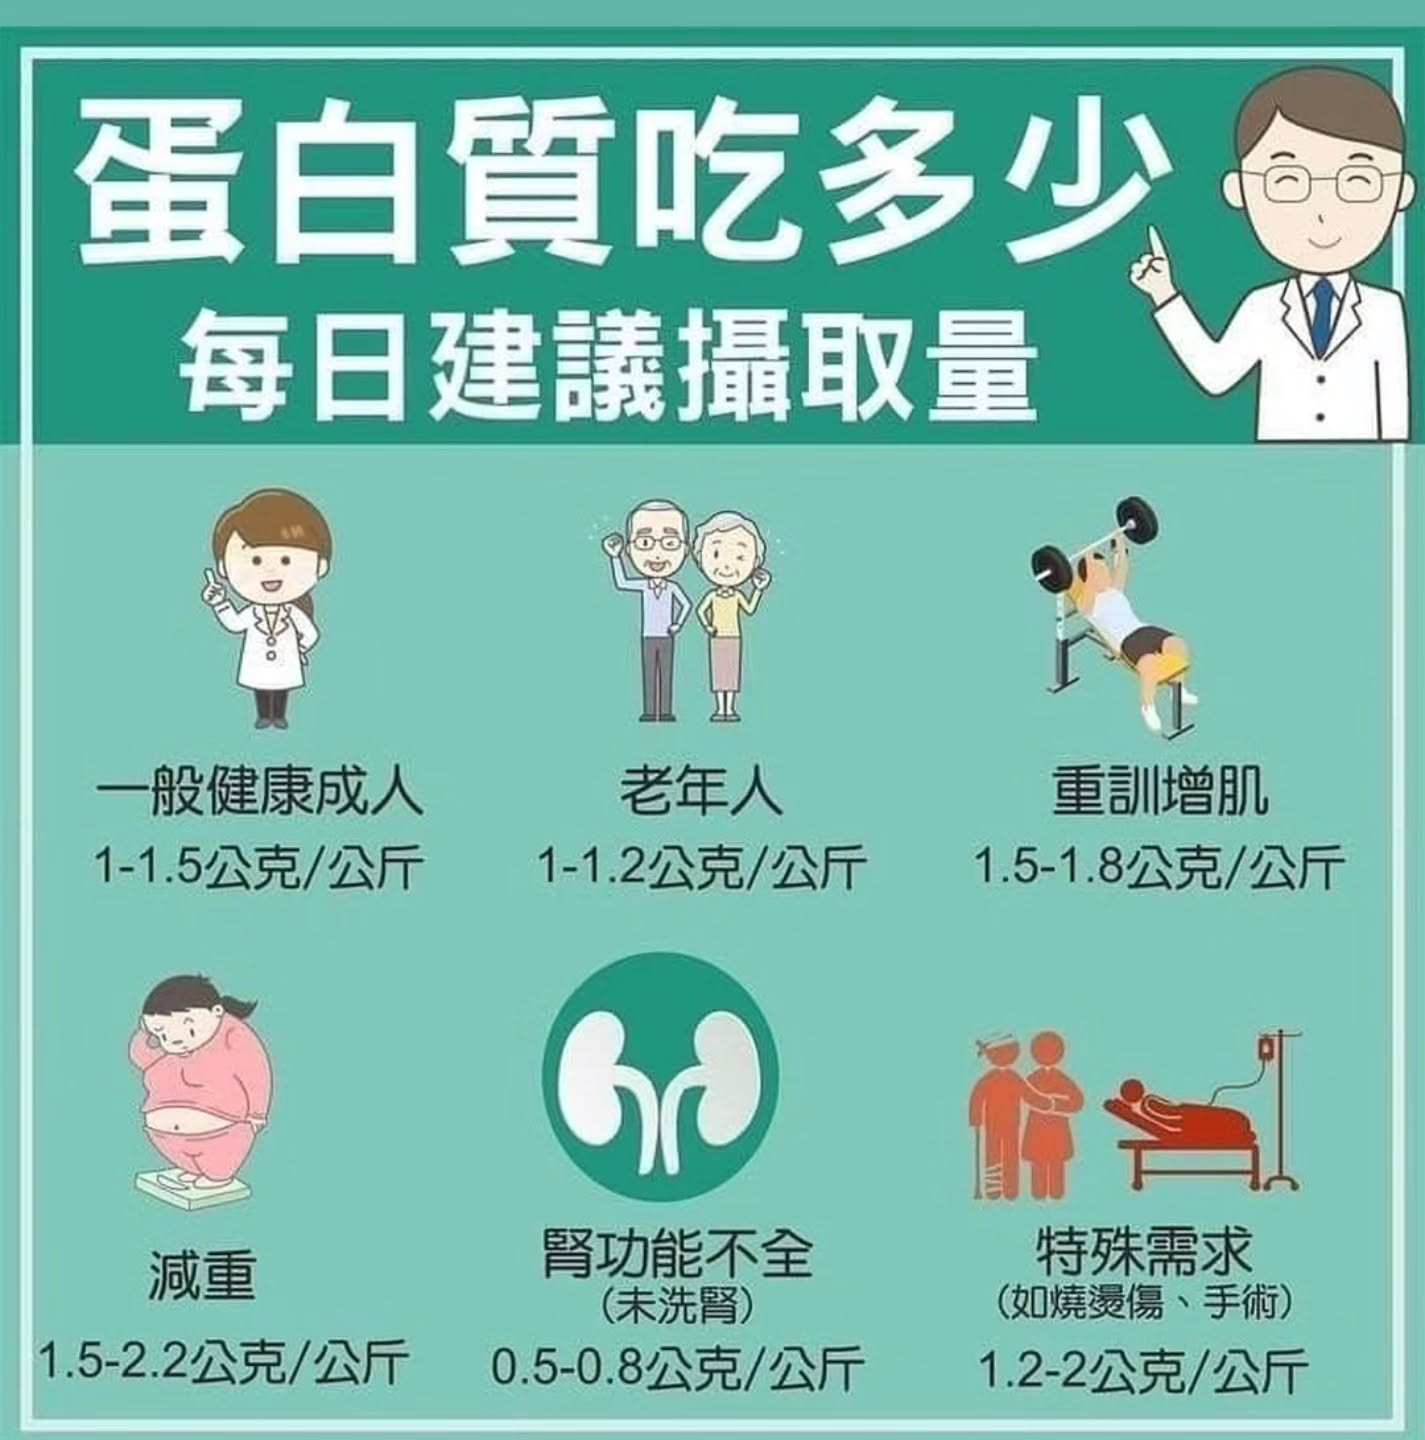 蛋白質吃多少
每日建議攝取量
一般健康成人
1-1.5公克/公斤
老年人
1-1.2公克/公斤
重訓增肌
1.5-1.8公克/公斤
減重
1.5-2.2公克/公斤
腎功能不全
(未洗腎)
0.5-0.8公克/公斤
特殊需求
(如燒燙傷、手術)
1.2-2公克/公斤